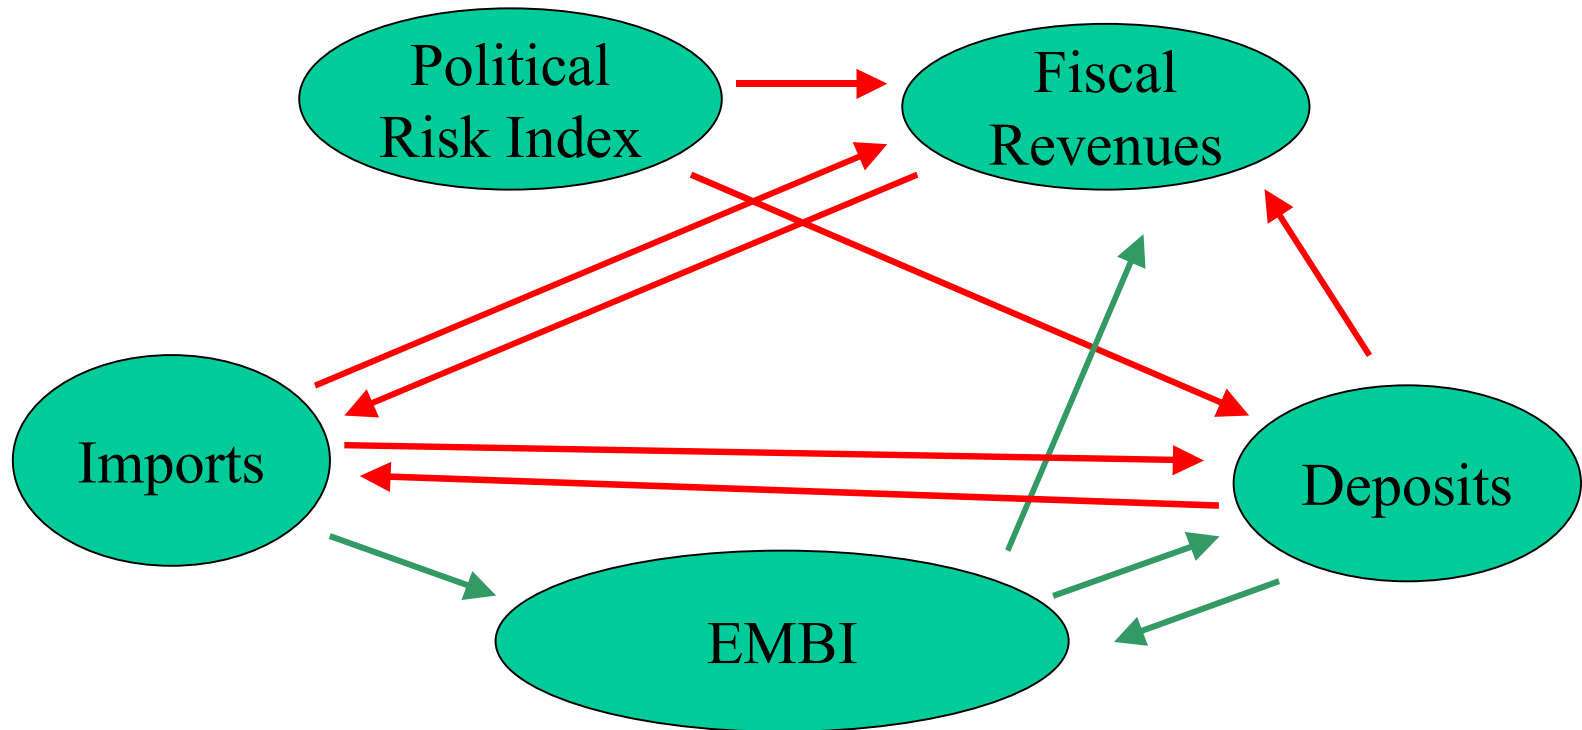 Political
Risk Index
Fiscal
Revenues
Imports
Deposits
EMBI